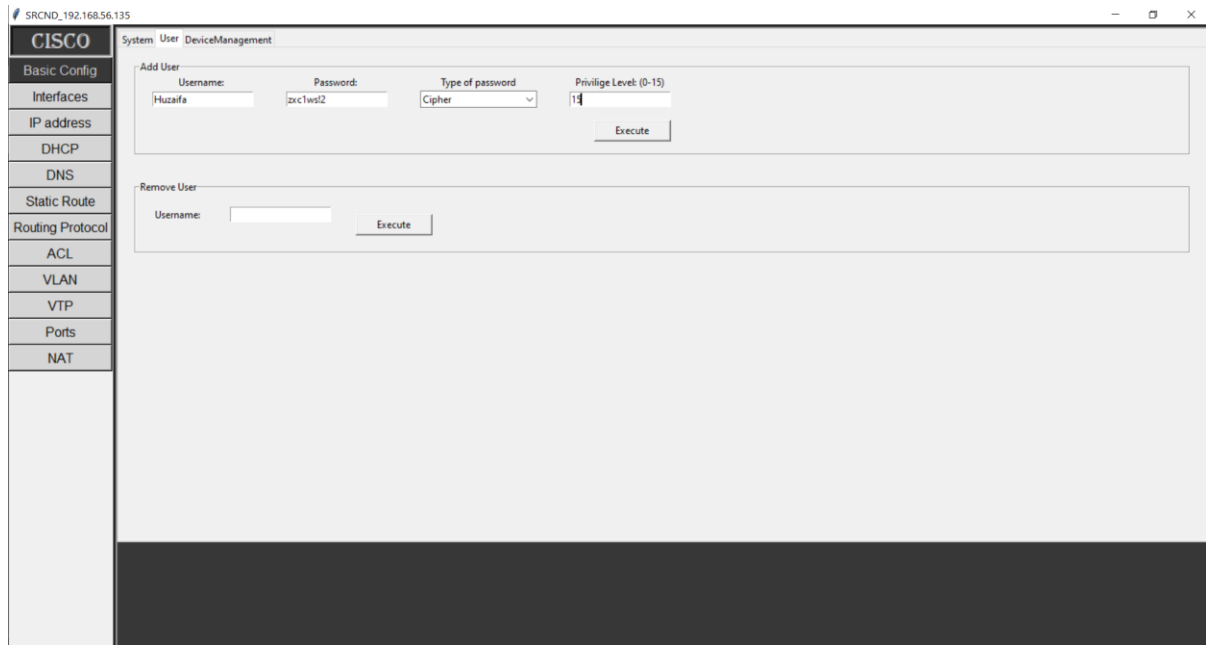 SRCND_192.168.56.135
CISCO
System User DeviceManagement
Basic Config
Interfaces
IP address
DHCP
DNS
Static Route
Routing Protocol
ACL
VLAN
VTP
Ports
NAT
Add User
Username: Password: Type of password Privilige Level: (0-15)
Huzaifa zxc1ws!2 Cipher 15
Execute
Remove User
Username:
Execute